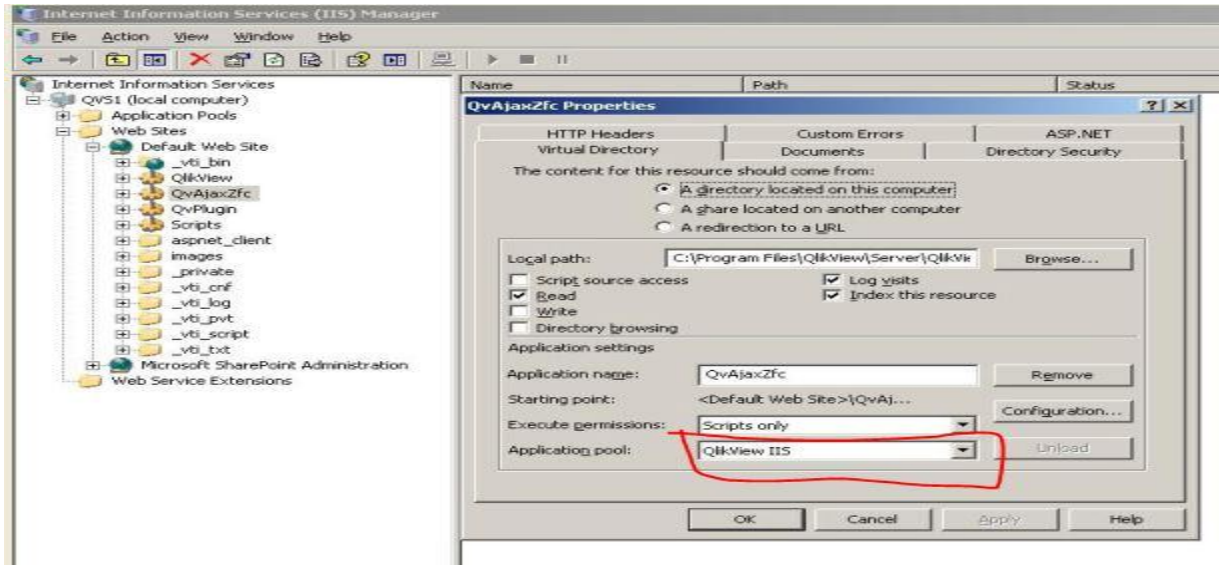 Internet Information Services (IIS) Manager
File Action View Window Help
Internet Information Services
QVS1 (local computer)
Application Pools
Web Sites
Default Web Site
_vti_bin
QlikView
QvAjaxZfc
QvPlugin
Scripts
aspnet_client
images
_private
_vti_cnf
_vti_log
_vti_pvt
_vti_script
_vti_txt
Microsoft SharePoint Administration
Web Service Extensions
Name Path Status
QvAjaxZfc Properties
HTTP Headers Custom Errors ASP.NET
Virtual Directory Documents Directory Security
The content for this resource should come from:
A directory located on this computer
A share located on another computer
A redirection to a URL
Local path: C:\Program Files\QlikView\Server\QlikVie Browse...
Script source access Log visits
Read Index this resource
Write
Directory browsing
Application settings
Application name: QvAjaxZfc Remove
Starting point: <Default Web Site>\QvAj...
Configuration...
Execute permissions: Scripts only
Application pool: QlikView IIS Unload
OK Cancel Apply Help